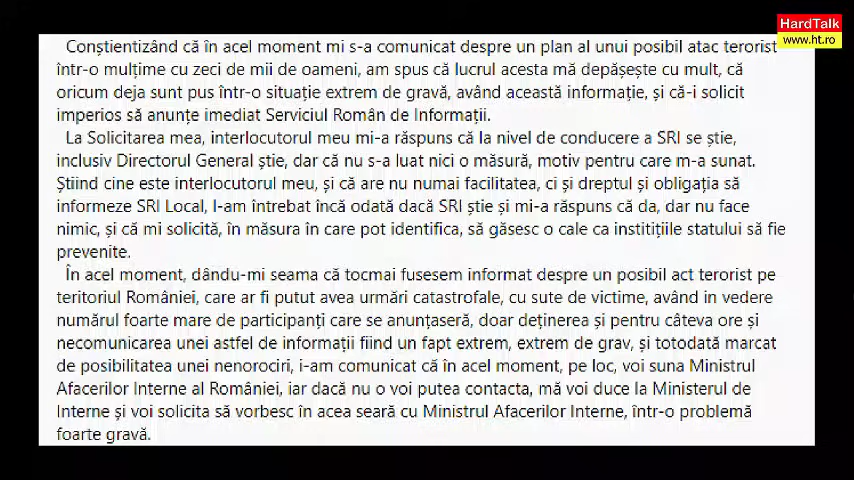 HardTalk
www.ht.ro
Conștientizând că în acel moment mi s-a comunicat despre un plan al unui posibil atac terorist
într-o mulțime cu zeci de mii de oameni, am spus că lucrul acesta mă depășește cu mult, că
oricum deja sunt pus într-o situație extrem de gravă, având această informație, și că-i solicit
imperios să anunțe imediat Serviciul Român de Informații.
La Solicitarea mea, interlocutorul meu mi-a răspuns că la nivel de conducere a SRI se știe,
inclusiv Directorul General știe, dar că nu s-a luat nici o măsură, motiv pentru care m-a sunat.
Știind cine este interlocutorul meu, și că are nu numai facilitatea, ci și dreptul și obligația să
informeze SRI Local, l-am întrebat încă odată dacă SRI știe și mi-a răspuns că da, dar nu face
nimic, și că mi solicită, în măsura în care pot identifica, să găsesc o cale ca instițiile statului să fie
prevenite.
În acel moment, dându-mi seama că tocmai fusesem informat despre un posibil act terorist pe
teritoriul României, care ar fi putut avea urmări catastrofale, cu sute de victime, având in vedere
numărul foarte mare de participanți care se anunțaseră, doar deținerea și pentru câteva ore și
necomunicarea unei astfel de informații fiind un fapt extrem, extrem de grav, și totodată marcat
de posibilitatea unei nenorociri, i-am comunicat că în acel moment, pe loc, voi suna Ministrul
Afacerilor Interne al României, iar dacă nu o voi putea contacta, mă voi duce la Ministerul de
Interne și voi solicita să vorbesc în acea seară cu Ministrul Afacerilor Interne, într-o problemă
foarte gravă.